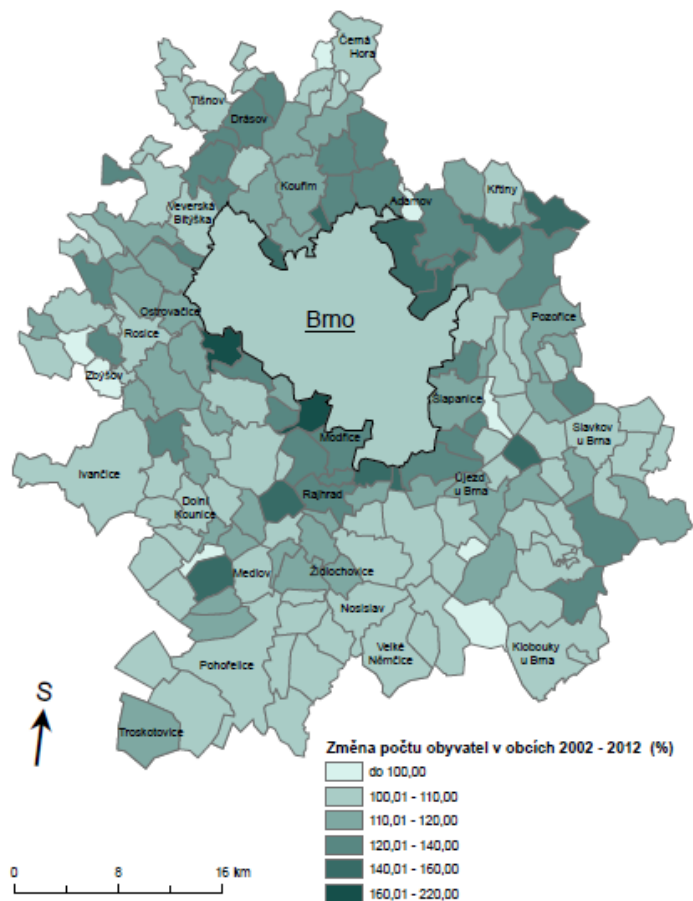 Černá
Hora
Tišnov
Drásov
Kouřim
Adamov
Křtiny
Veverská
Bítýška
Ostrovačice
Brno
Pozořice
Rosice
Zbýšov
Šlapanice
Modřice
Slavkov
u Brna
Ivančice
Rajhrad
Újezd
u Brna
Dolní
Kounice
Medlov
Židlochovice
Nosislav
Pohořelice
Velké
Němčice
Klobouky
u Brna
Troskotovice
S
Změna počtu obyvatel v obcích 2002 - 2012 (%)
do 100,00
100,01 - 110,00
110,01 - 120,00
120,01 - 140,00
140,01 - 160,00
160,01 - 220,00
0 8 16 km